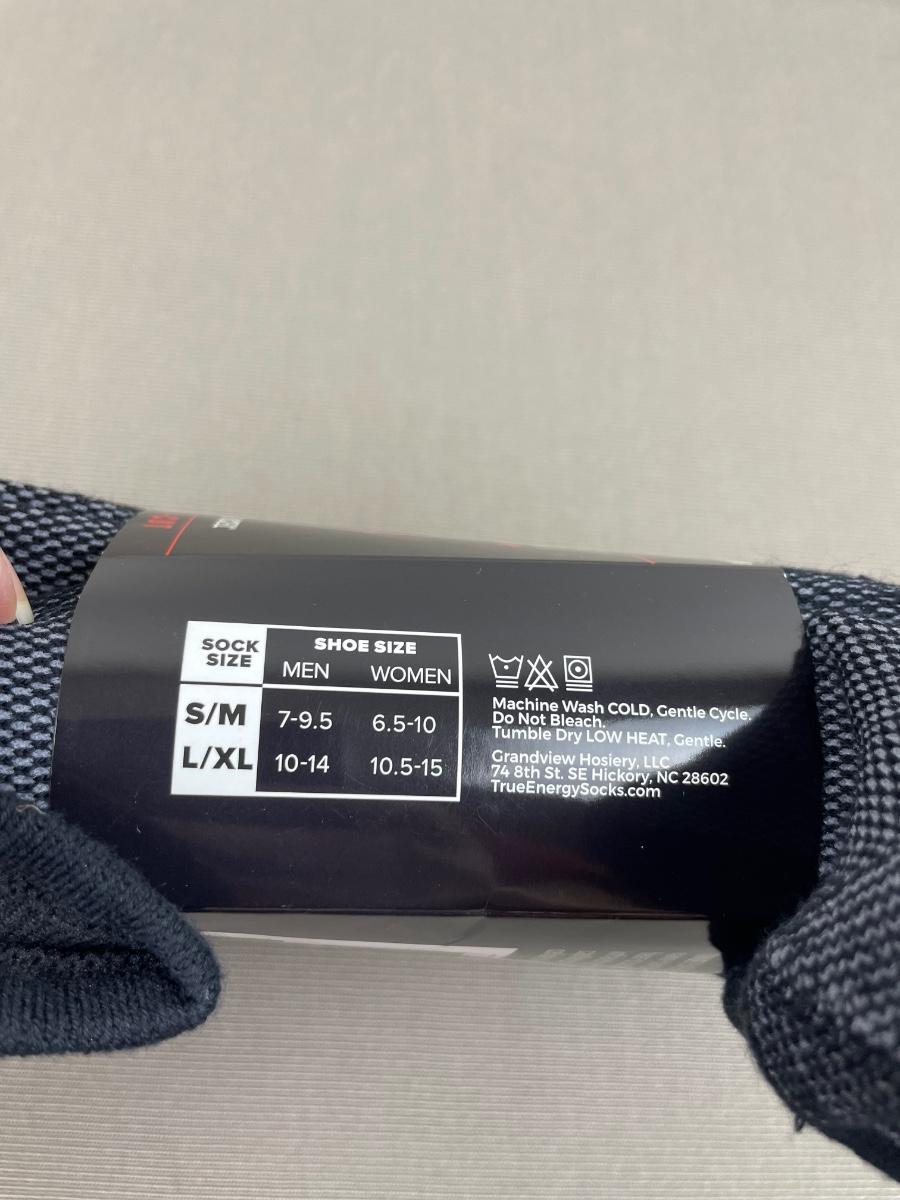 SOCK SIZE SHOE SIZE
MEN WOMEN
S/M 7-9.5 6.5-10
L/XL 10-14 10.5-15
Machine Wash COLD, Gentle Cycle.
Do Not Bleach.
Tumble Dry LOW HEAT, Gentle.
Grandview Hosiery, LLC
74 8th St. SE Hickory, NC 28602
TrueEnergySocks.com